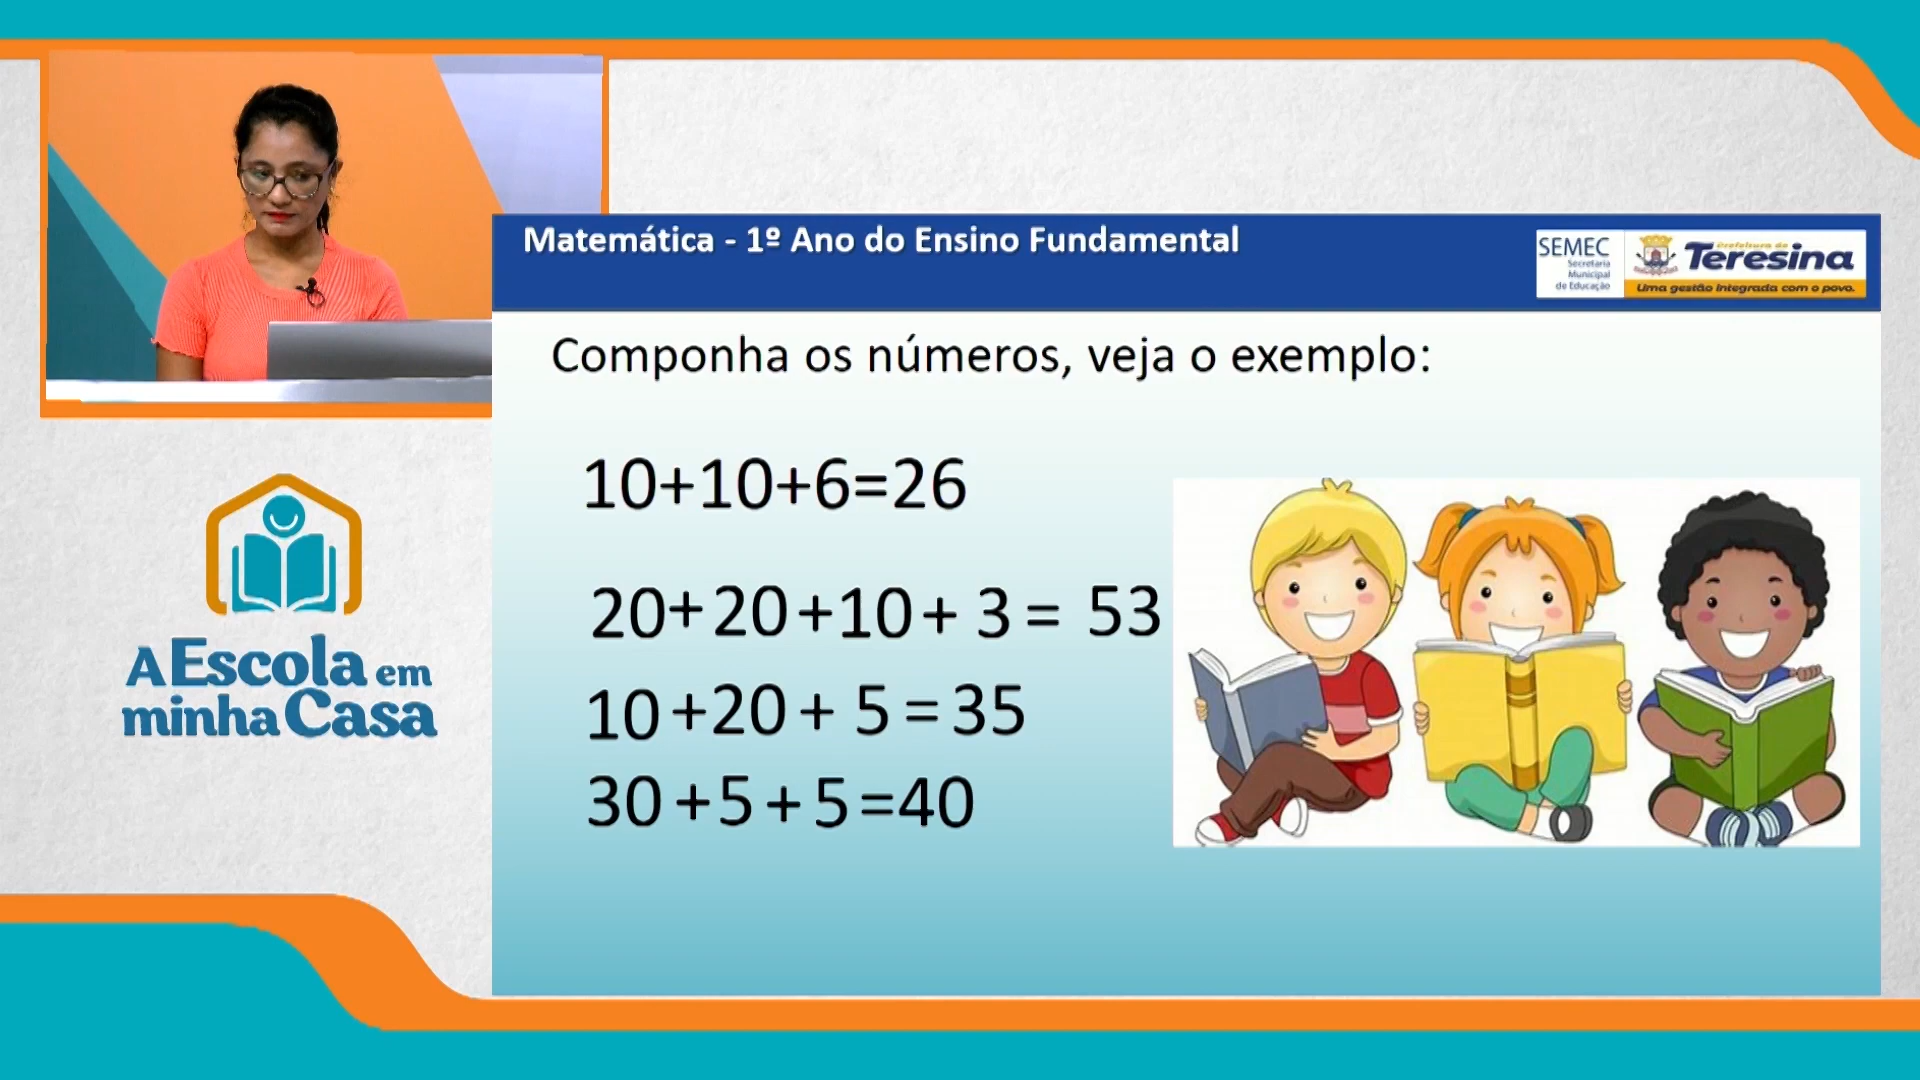 Matemática - 1º Ano do Ensino Fundamental
SEMEC
Secretaria
Municipal
de Educação
Prefeitura de
Teresina
Uma gestão integrada com o povo.
Componha os números, veja o exemplo:
10+10+6=26
20+20+10+ 3 = 53
10 +20 + 5 = 35
30 +5 + 5 =40
A Escola em
minha Casa